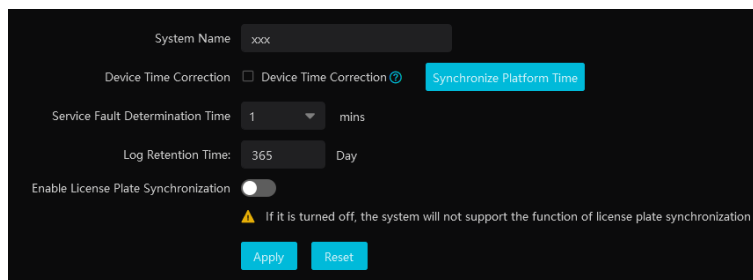 System Name xxx
Device Time Correction Device Time Correction ? Synchronize Platform Time
Service Fault Determination Time 1 mins
Log Retention Time: 365 Day
Enable License Plate Synchronization
If it is turned off, the system will not support the function of license plate synchronization
Apply Reset